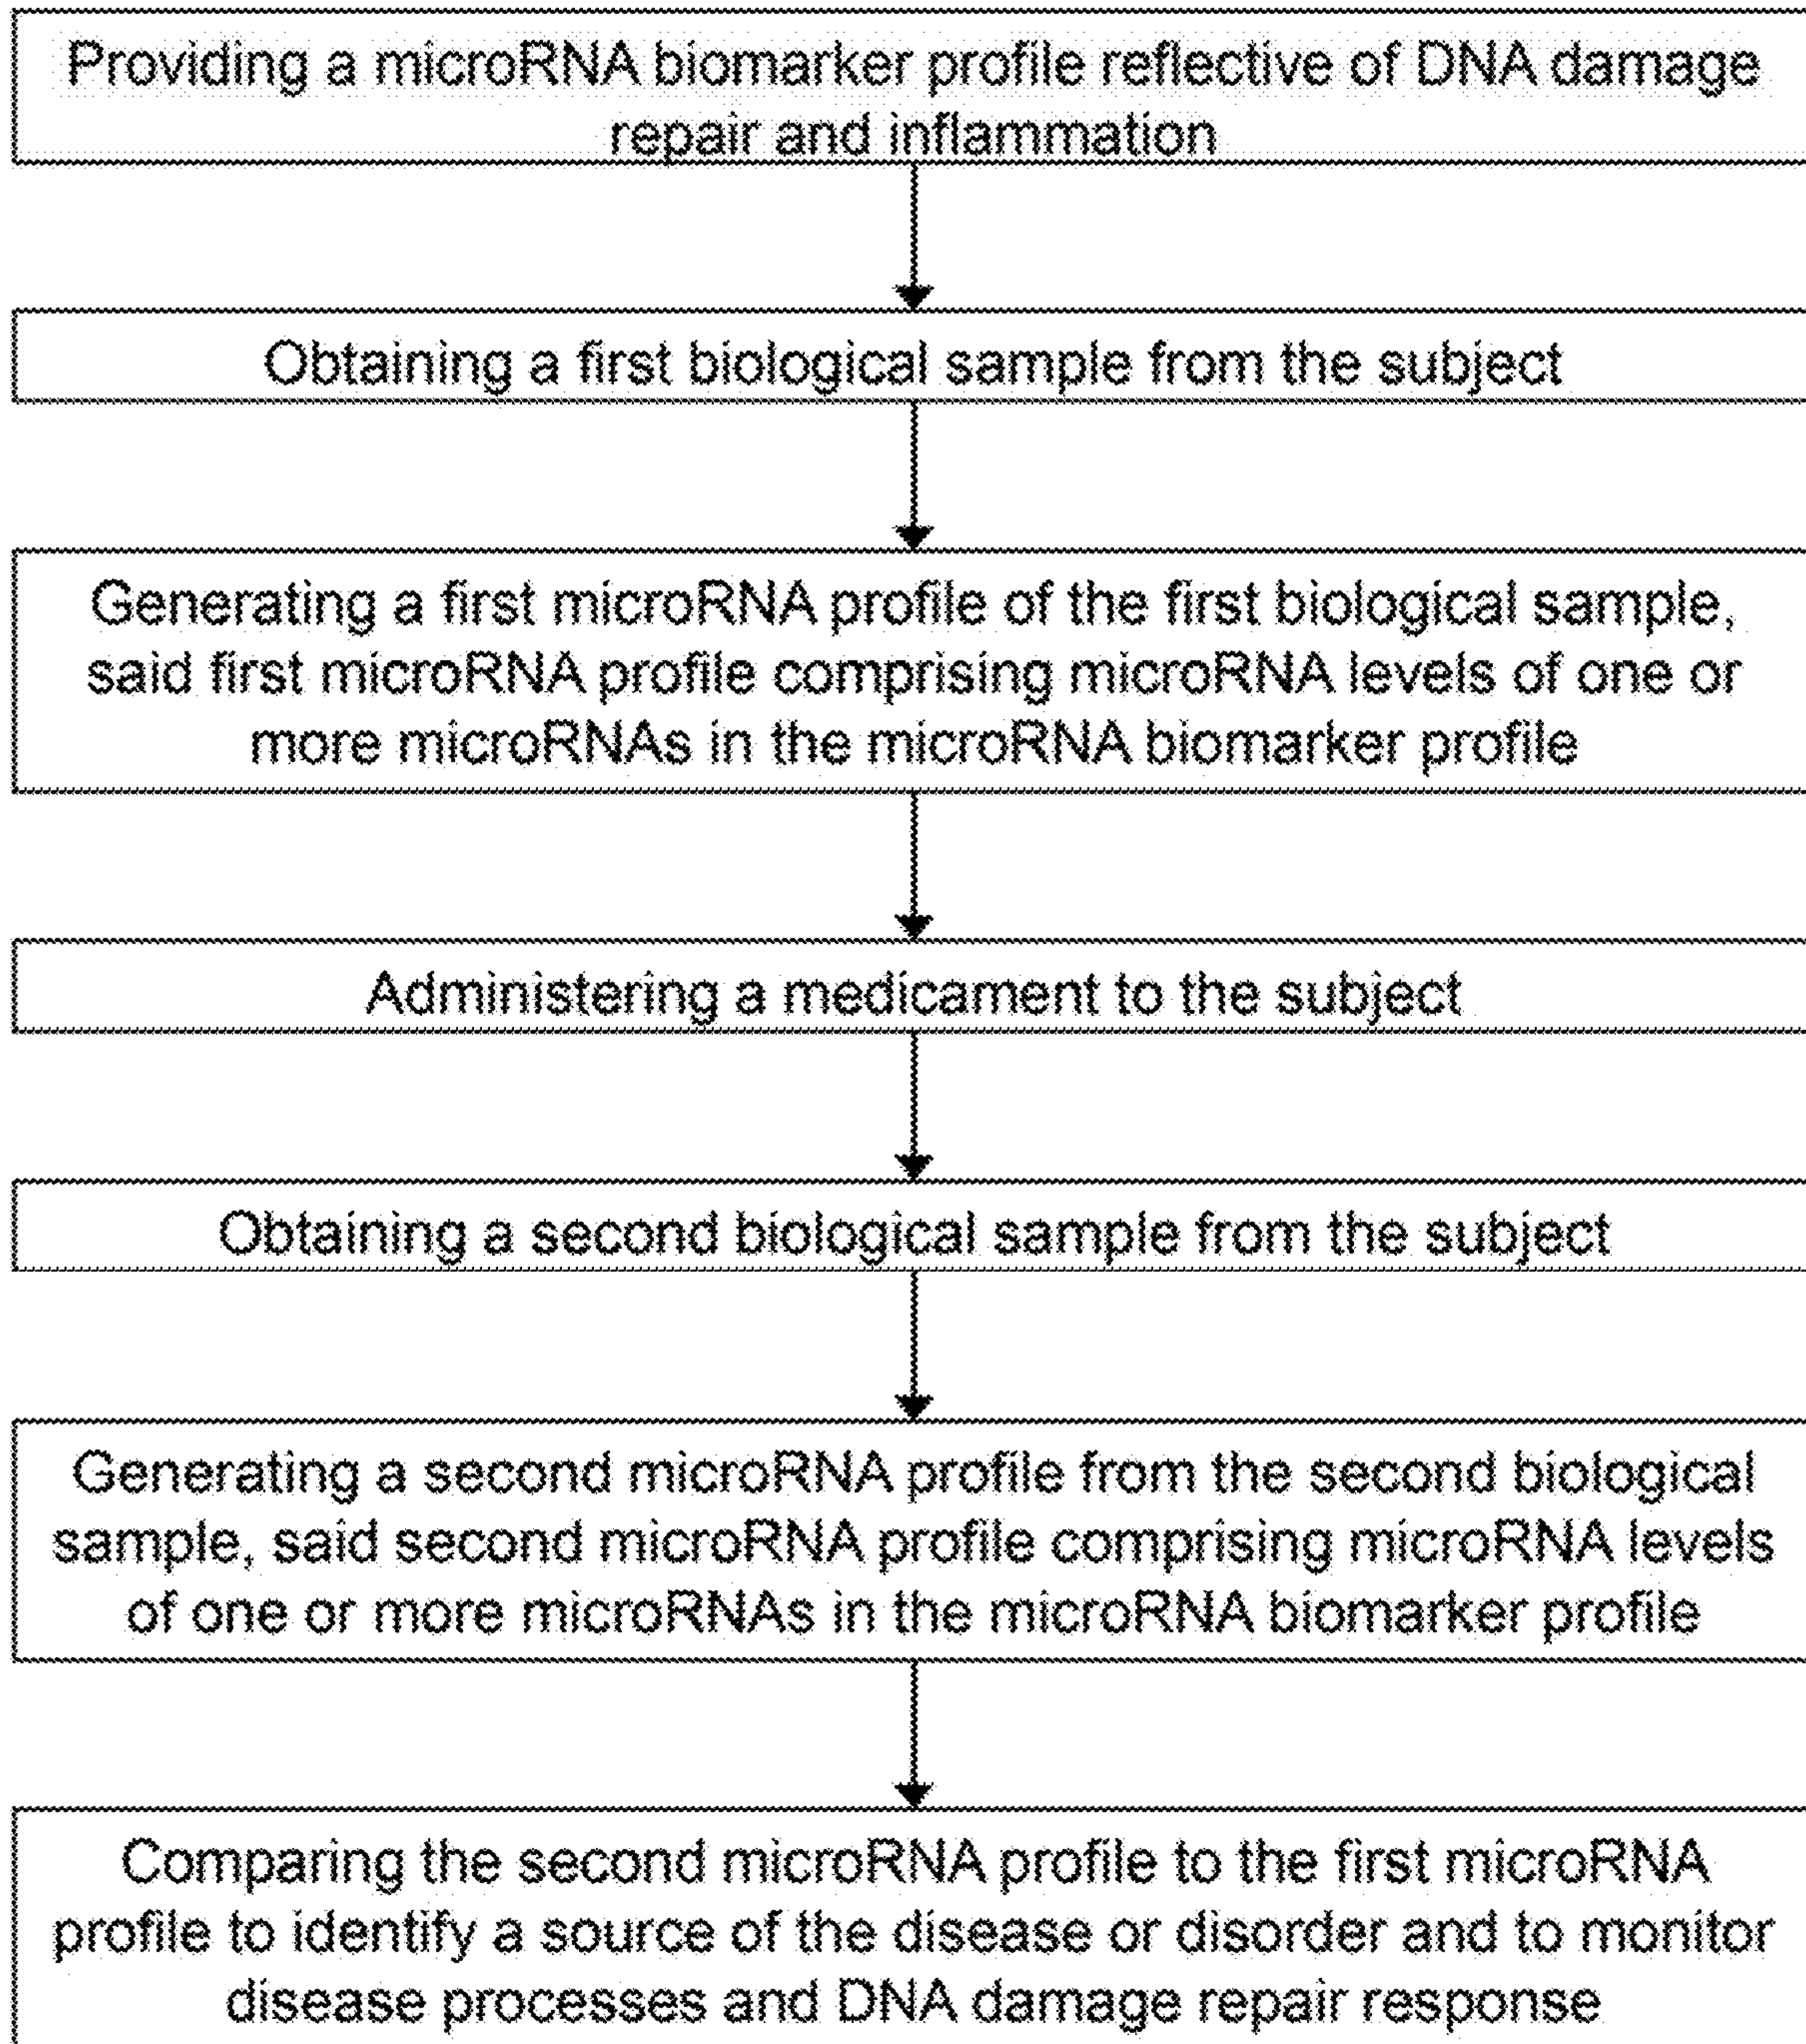 Providing a microRNA biomarker profile reflective of DNA damage
repair and inflammation
Obtaining a first biological sample from the subject
Generating a first microRNA profile of the first biological sample,
said first microRNA profile comprising microRNA levels of one or
more microRNAs in the microRNA biomarker profile
Administering a medicament to the subject
Obtaining a second biological sample from the subject
Generating a second microRNA profile from the second biological
sample, said second microRNA profile comprising microRNA levels
of one or more microRNAs in the microRNA biomarker profile
Comparing the second microRNA profile to the first microRNA
profile to identify a source of the disease or disorder and to monitor
disease processes and DNA damage repair response